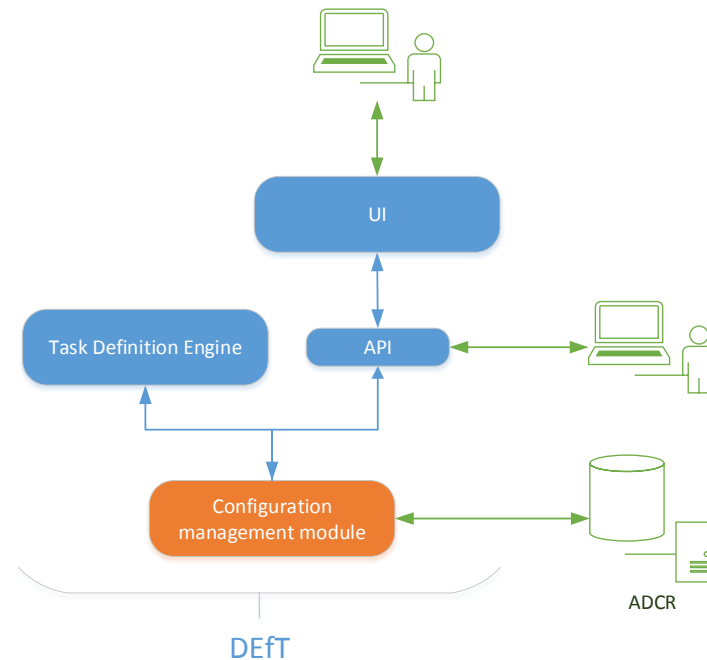 UI
Task Definition Engine
API
Configuration
management module
ADCR
DEfT